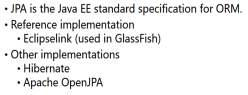 • JPA is the Java EE standard specification for ORM.
• Reference implementation
• Eclipselink (used in GlassFish)
• Other implementations
• Hibernate
• Apache OpenJPA